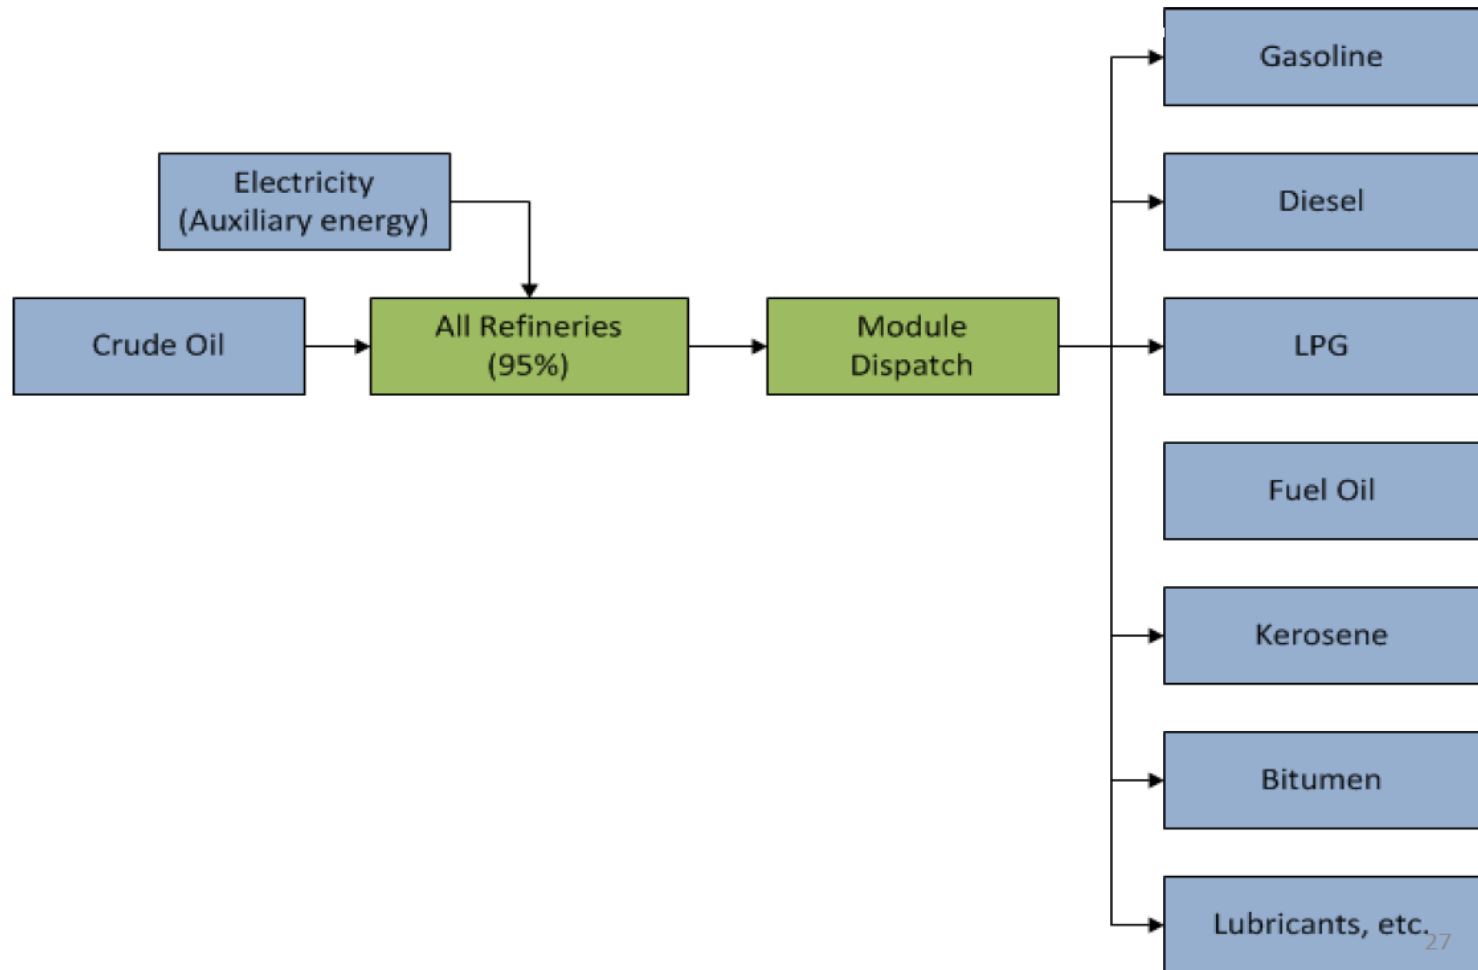 Gasoline
Electricity
(Auxiliary energy)
Diesel
Crude Oil
All Refineries
(95%)
Module
Dispatch
LPG
Fuel Oil
Kerosene
Bitumen
Lubricants, etc.
27